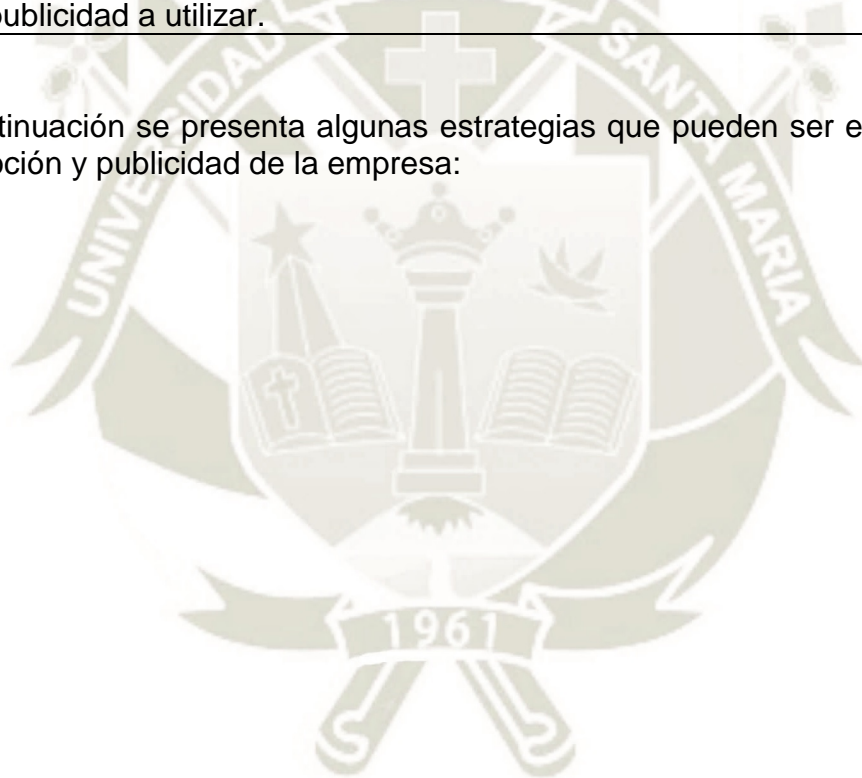 publicidad a utilizar.
tinuación se presenta algunas estrategias que pueden ser e
oción y publicidad de la empresa:
UNIVERSIDAD SANTA MARIA
1961